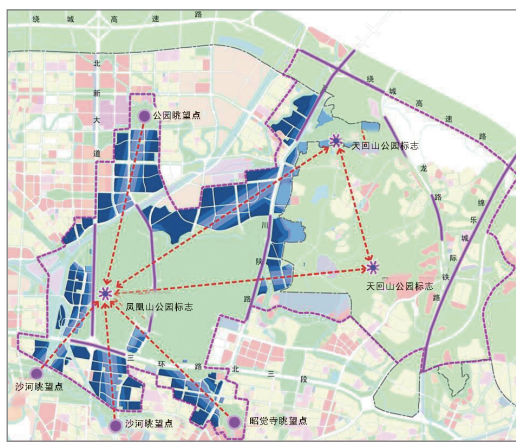 绕城高速路
北新大道
公园眺望点
绕城高速路
天回山公园标志
龙路
绵乐城际铁路
川陕路
天回山公园标志
凤凰山公园标志
三环路北三段
沙河眺望点
沙河眺望点
昭觉寺眺望点